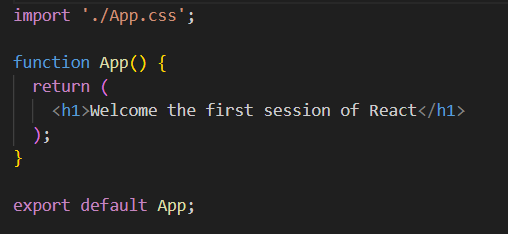 import './App.css';
function App() {
return (
<h1>Welcome the first session of React</h1>
);
}
export default App;